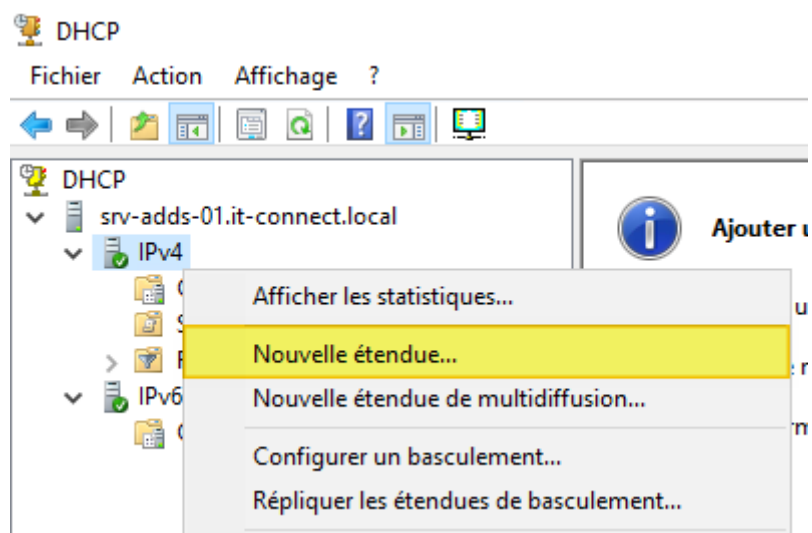 DHCP
Fichier Action Affichage ?
DHCP
srv-adds-01.it-connect.local
IPv4
Ajouter
Afficher les statistiques...
Nouvelle étendue...
IPv6
Nouvelle étendue de multidiffusion...
Configurer un basculement...
Répliquer les étendues de basculement...